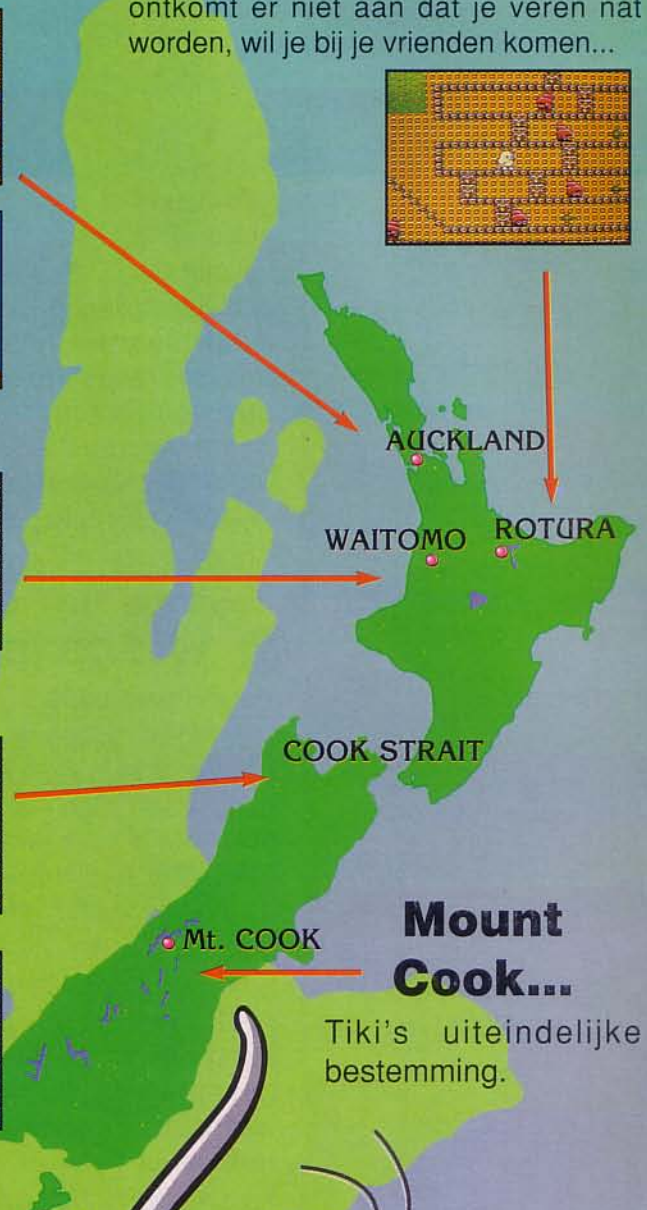 ontkomt er niet aan dat je veren nat
worden, wil je bij je vrienden komen...
AUCKLAND
WAITOMO
ROTURA
COOK STRAIT
Mt. COOK
Mount
Cook...
Tiki's uiteindelijke
bestemming.